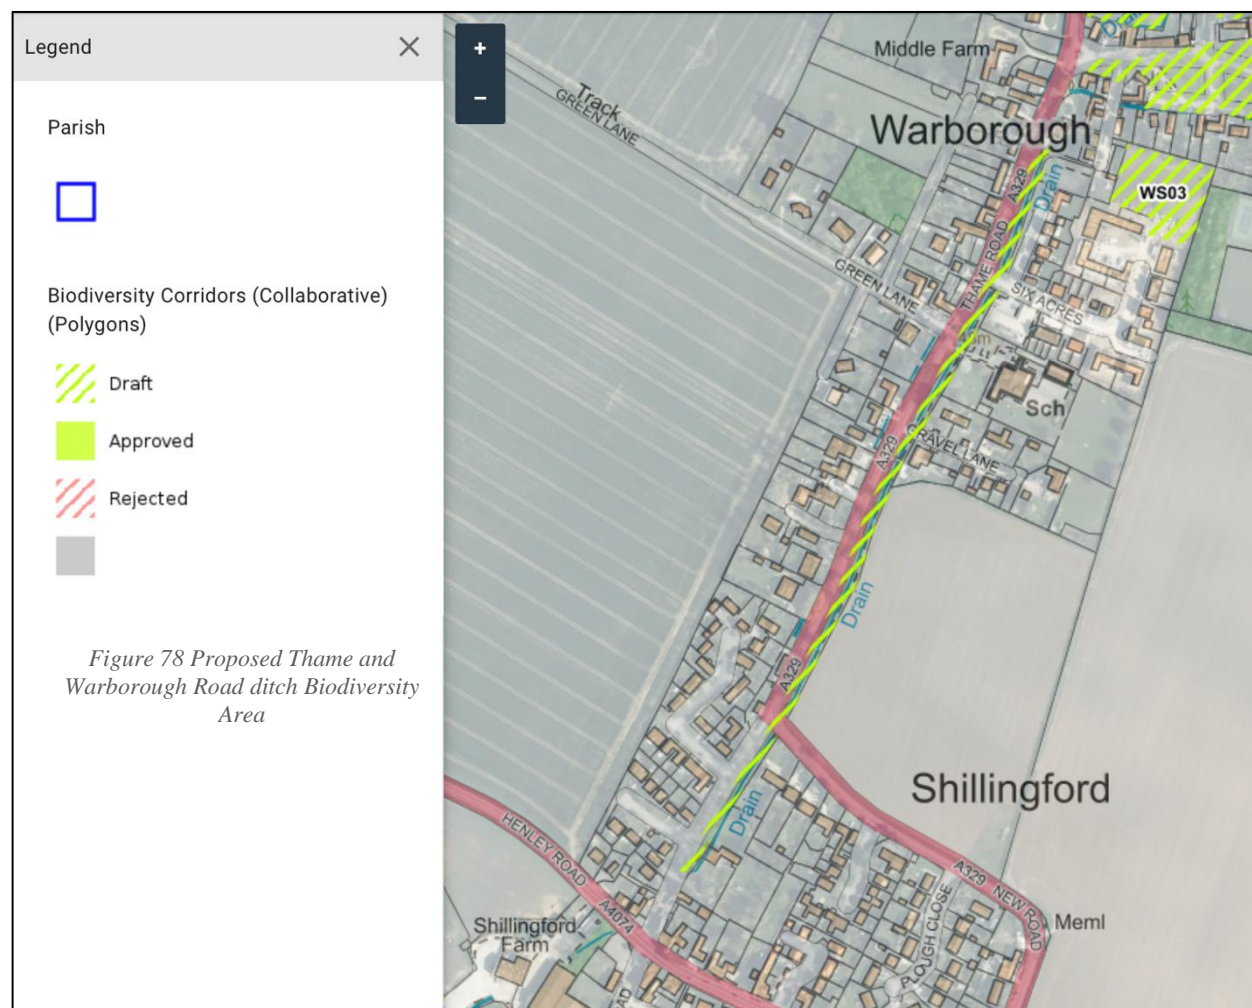 Legend
Parish
Biodiversity Corridors (Collaborative)
(Polygons)
Draft
Approved
Rejected
Figure 78 Proposed Thame and
Warborough Road ditch Biodiversity
Area
+
−
Middle Farm
Track
GREEN LANE
Warborough
WS03
A329
Drain
THAME ROAD
GREEN LANE
SIX ACRES
Sch
GRAVEL LANE
A329
Drain
A329
Shillingford
Drain
HENLEY ROAD
A4074
A329
NEW ROAD
Meml
PLOUGH CLOSE
Shillingford
Farm